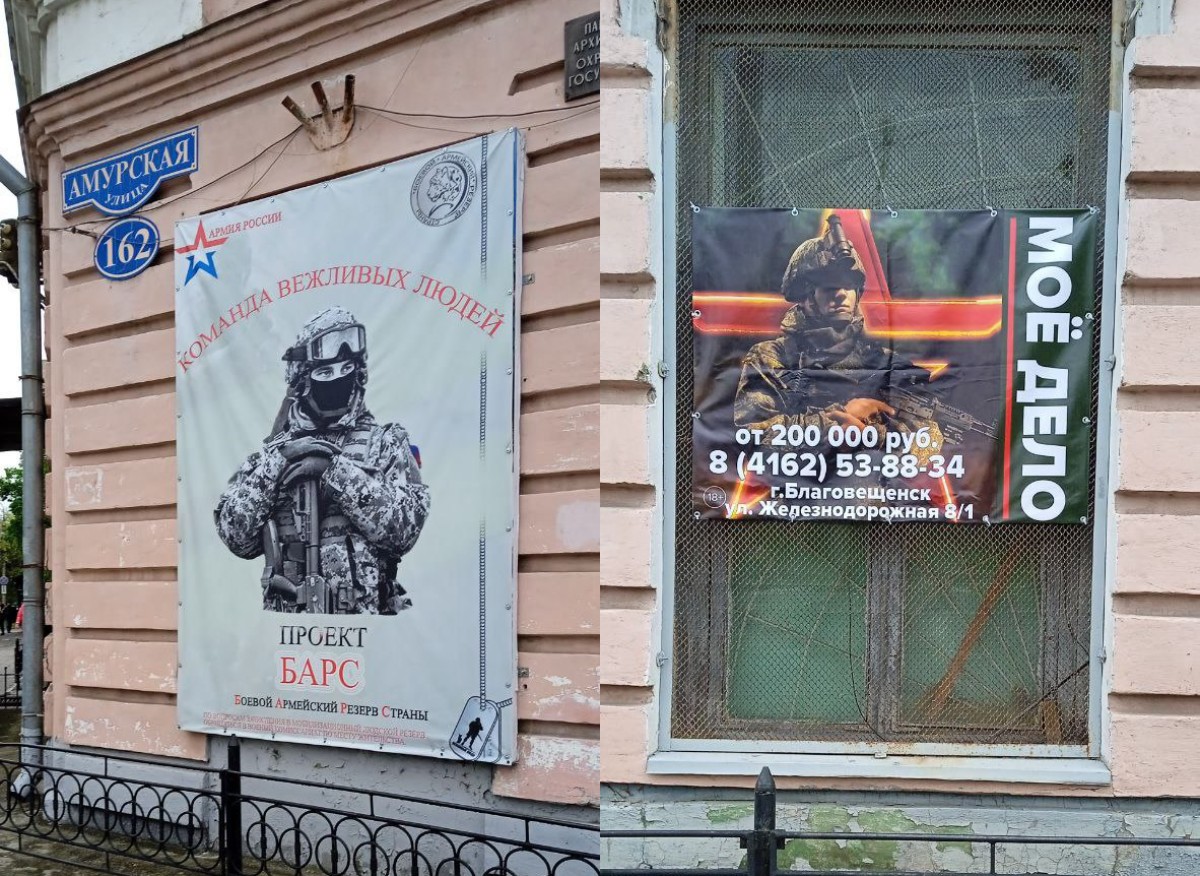 АМУРСКАЯ
УЛИЦА
162
АРМИЯ РОССИИ
КОМАНДА ВЕЖЛИВЫХ ЛЮДЕЙ
ПРОЕКТ
БАРС
БОЕВОЙ АРМЕЙСКИЙ РЕЗЕРВ СТРАНЫ
МОЁ ДЕЛО
от 200 000 руб.
8 (4162) 53-88-34
18+
г.Благовещенск
ул. Железнодорожная 8/1